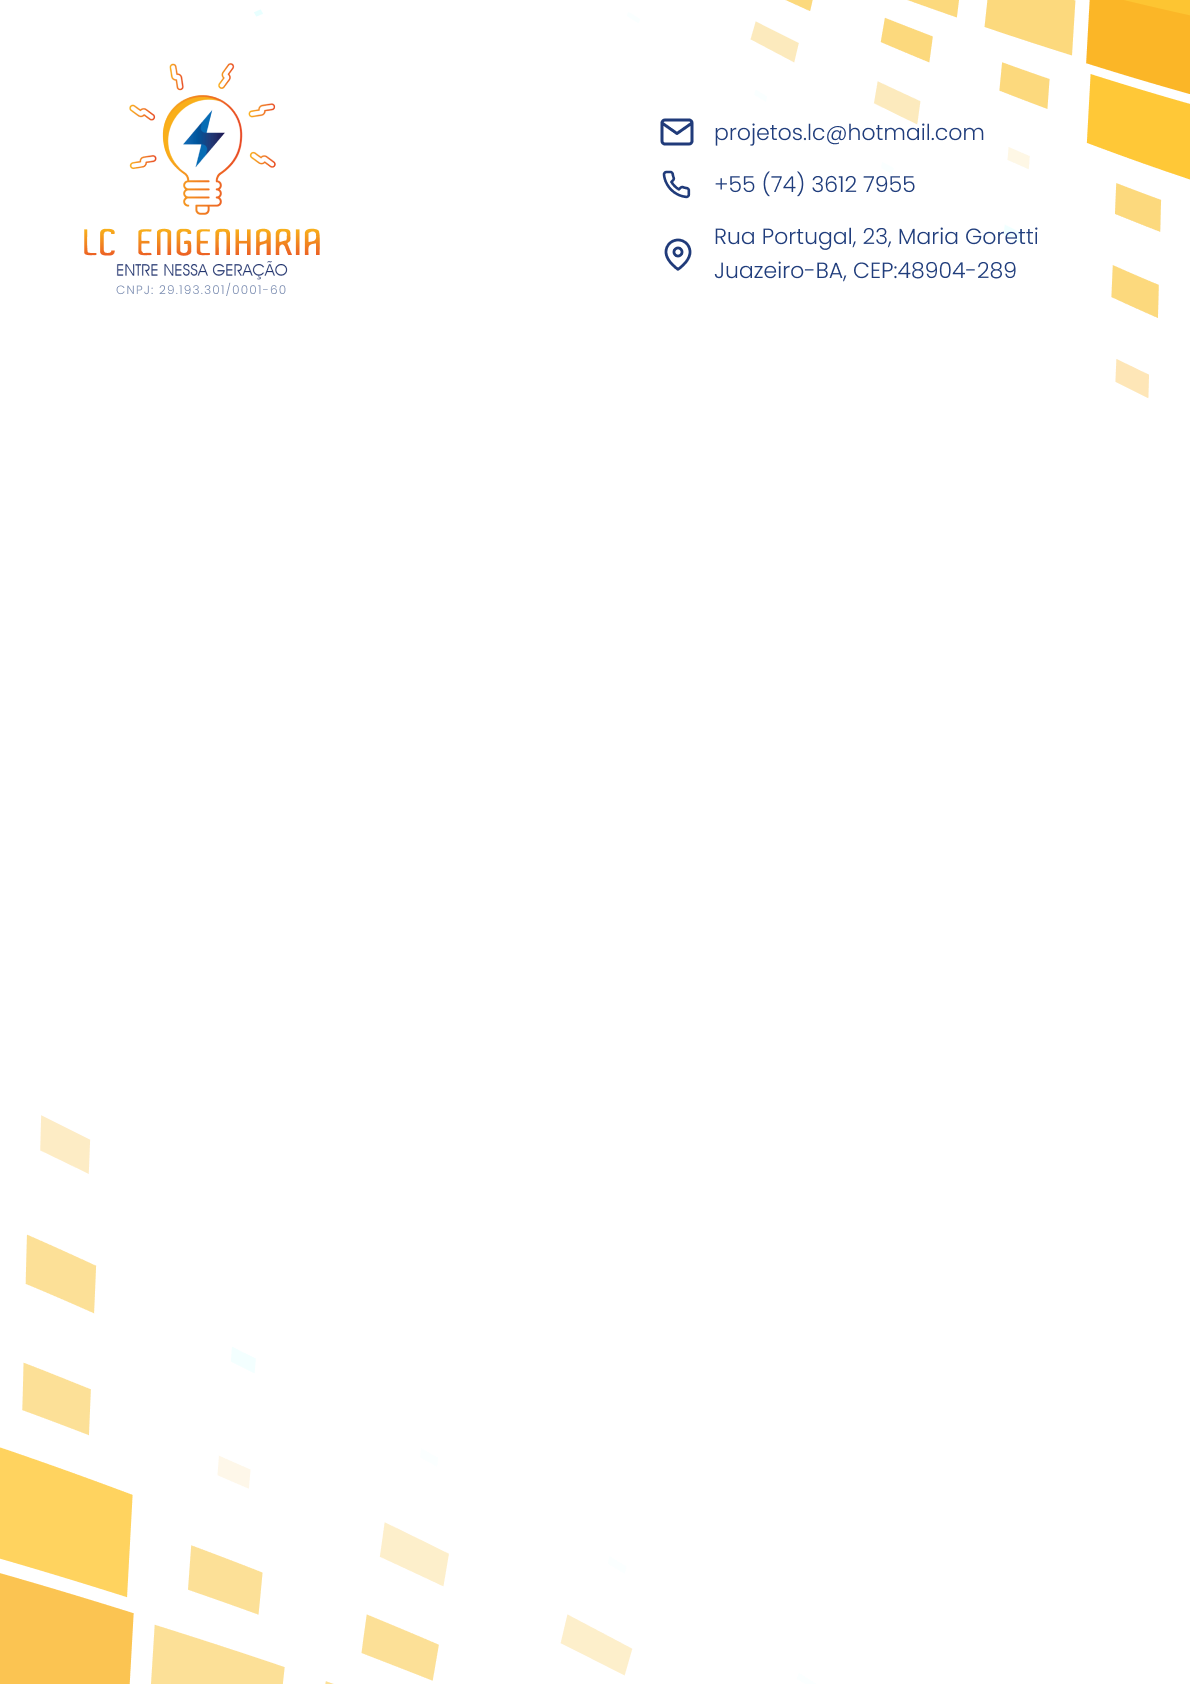 LC ENGENHARIA
ENTRE NESSA GERAÇÃO
CNPJ: 29.193.301/0001-60
projetos.lc@hotmail.com
+55 (74) 3612 7955
Rua Portugal, 23, Maria Goretti
Juazeiro-BA, CEP:48904-289